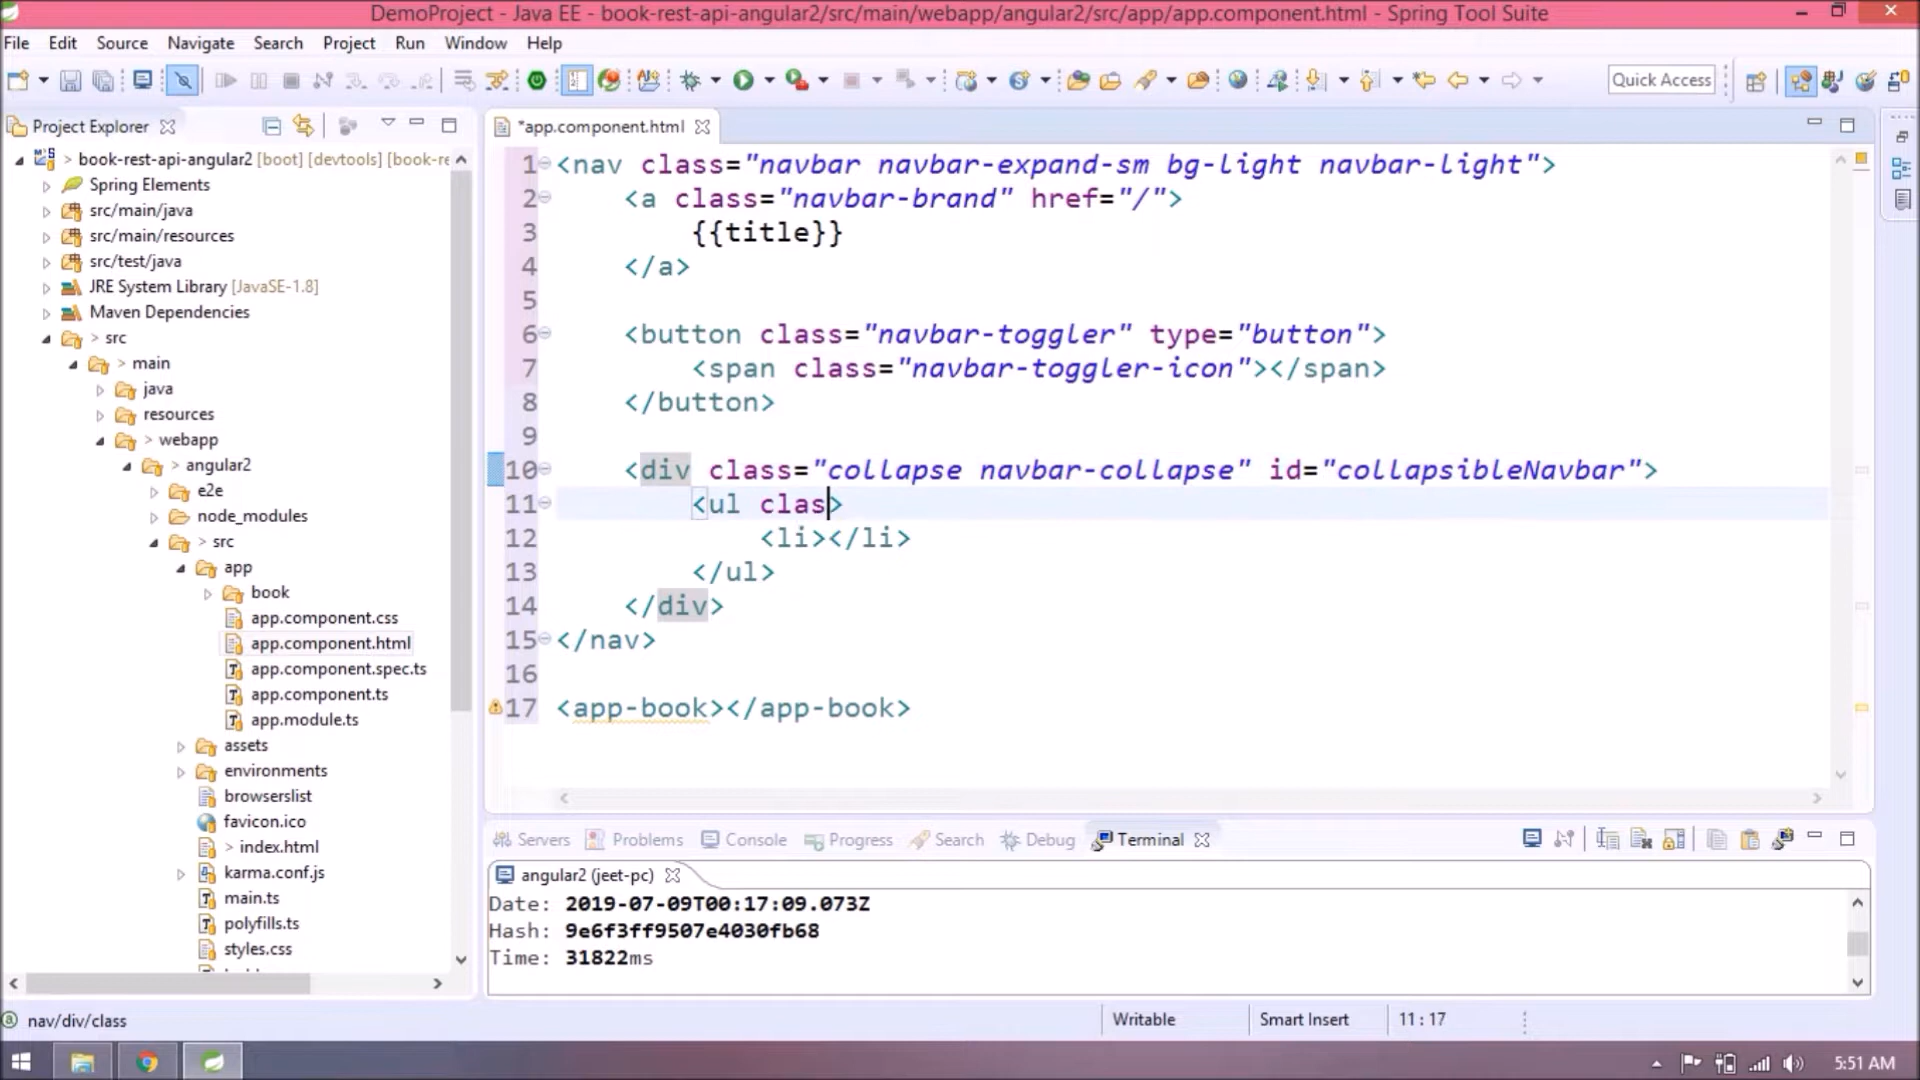 DemoProject - Java EE - book-rest-api-angular2/src/main/webapp/angular2/src/app/app.component.html - Spring Tool Suite
File Edit Source Navigate Search Project Run Window Help
Quick Access
Project Explorer
> book-rest-api-angular2 [boot] [devtools] [book-re
Spring Elements
src/main/java
src/main/resources
src/test/java
JRE System Library [JavaSE-1.8]
Maven Dependencies
> src
> main
java
resources
> webapp
> angular2
e2e
node_modules
> src
app
book
app.component.css
app.component.html
app.component.spec.ts
app.component.ts
app.module.ts
assets
environments
browserslist
favicon.ico
> index.html
karma.conf.js
main.ts
polyfills.ts
styles.css
*app.component.html
1 <nav class="navbar navbar-expand-sm bg-light navbar-light">
2 <a class="navbar-brand" href="/">
3 {{title}}
4 </a>
5
6 <button class="navbar-toggler" type="button">
7 <span class="navbar-toggler-icon"></span>
8 </button>
9
10 <div class="collapse navbar-collapse" id="collapsibleNavbar">
11 <ul clas>
12 <li></li>
13 </ul>
14 </div>
15 </nav>
16
17 <app-book></app-book>
Servers Problems Console Progress Search Debug Terminal
angular2 (jeet-pc)
Date: 2019-07-09T00:17:09.073Z
Hash: 9e6f3ff9507e4030fb68
Time: 31822ms
nav/div/class
Writable Smart Insert 11 : 17
5:51 AM